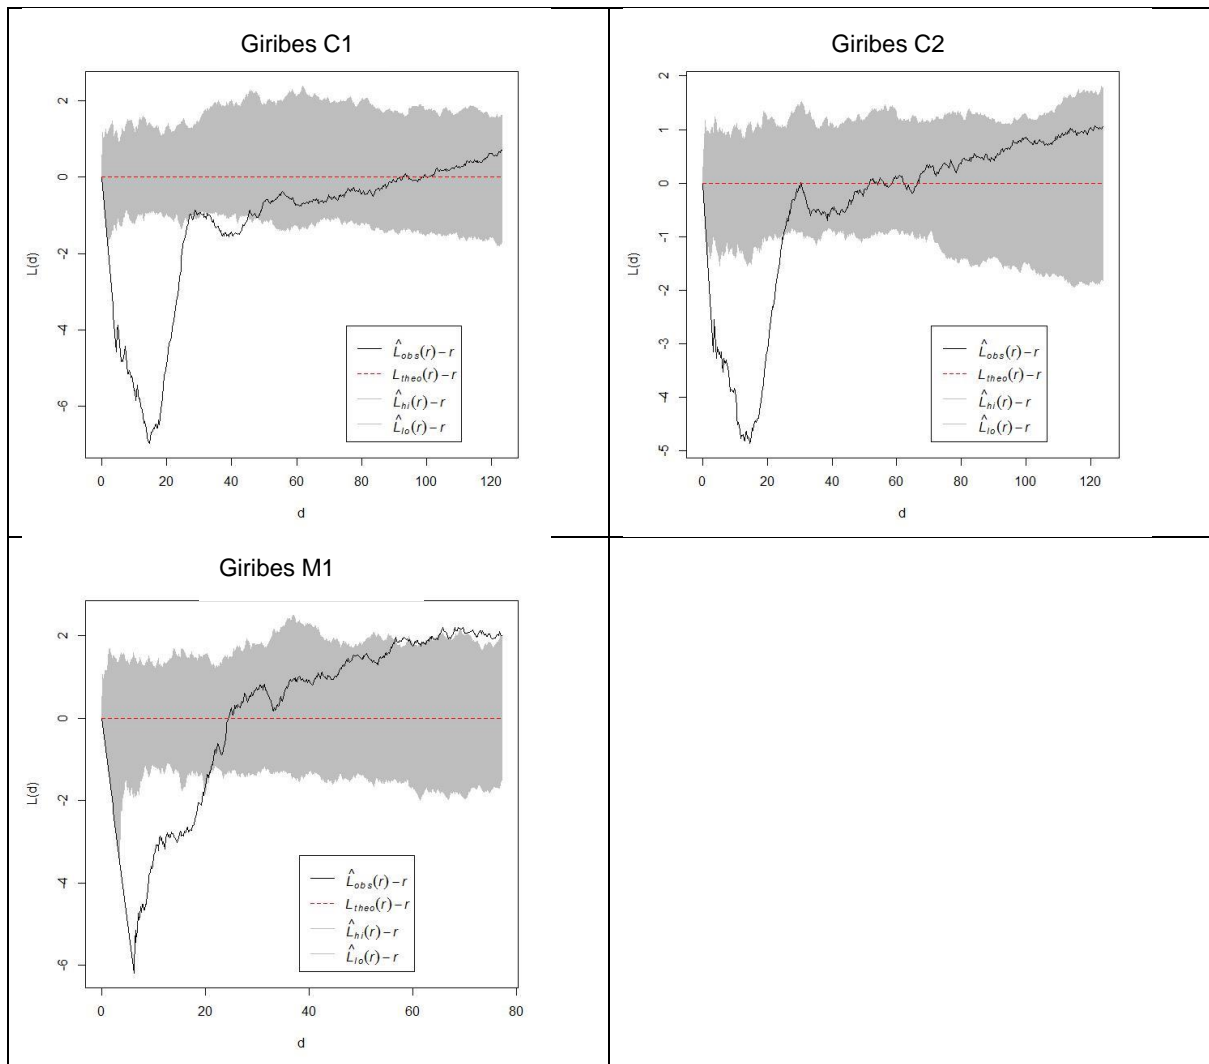 Giribes C1
2
0
-2
-4
-6
L(d)
0 20 40 60 80 100 120
d
L̂obs(r)−r
Ltheo(r)−r
L̂hi(r)−r
L̂lo(r)−r
Giribes C2
2
1
0
-1
-2
-3
-4
-5
L(d)
0 20 40 60 80 100 120
d
L̂obs(r)−r
Ltheo(r)−r
L̂hi(r)−r
L̂lo(r)−r
Giribes M1
2
0
-2
-4
-6
L(d)
0 20 40 60 80
d
L̂obs(r)−r
Ltheo(r)−r
L̂hi(r)−r
L̂lo(r)−r